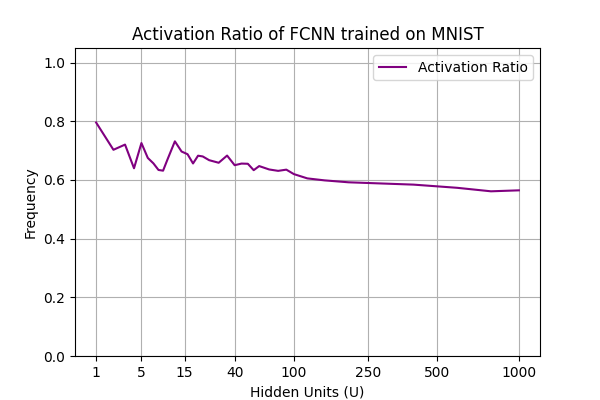 Activation Ratio of FCNN trained on MNIST
Activation Ratio
1.0
0.8
0.6
0.4
0.2
0.0
Frequency
1 5 15 40 100 250 500 1000
Hidden Units (U)